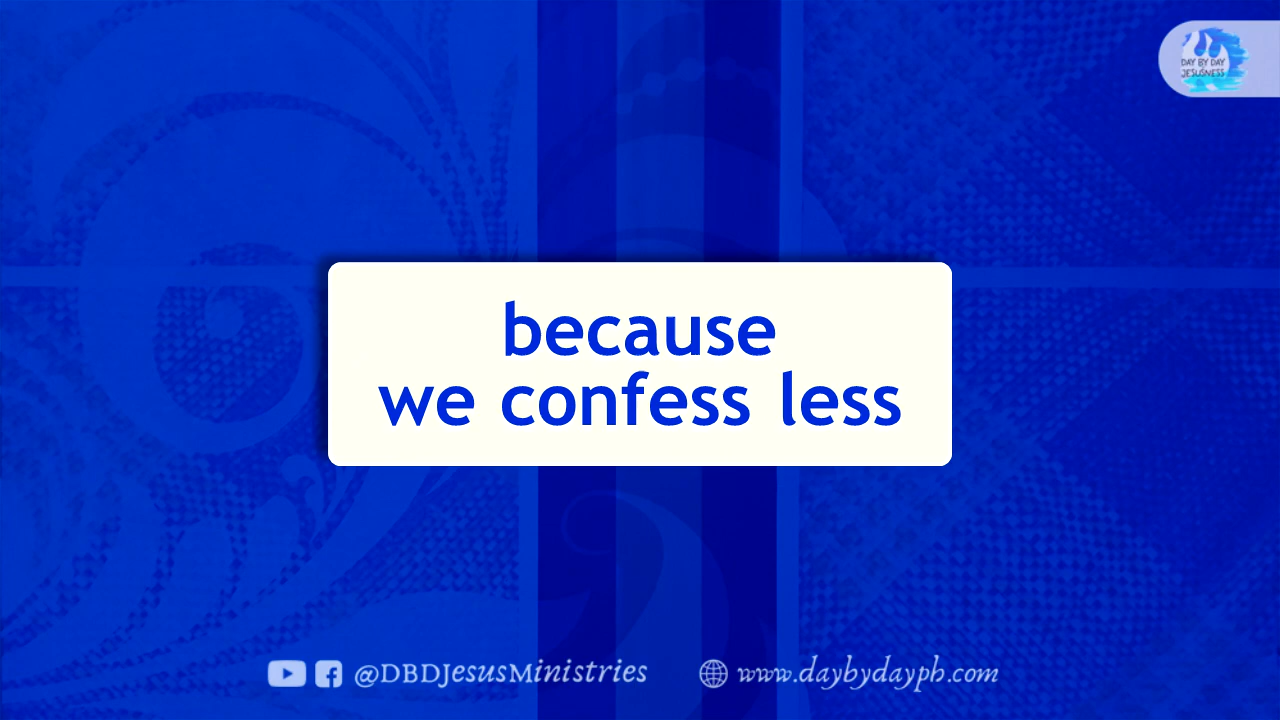 DAY BY DAY
JESUSNESS
because
we confess less
@DBDJesusMinistries
www.daybydayph.com